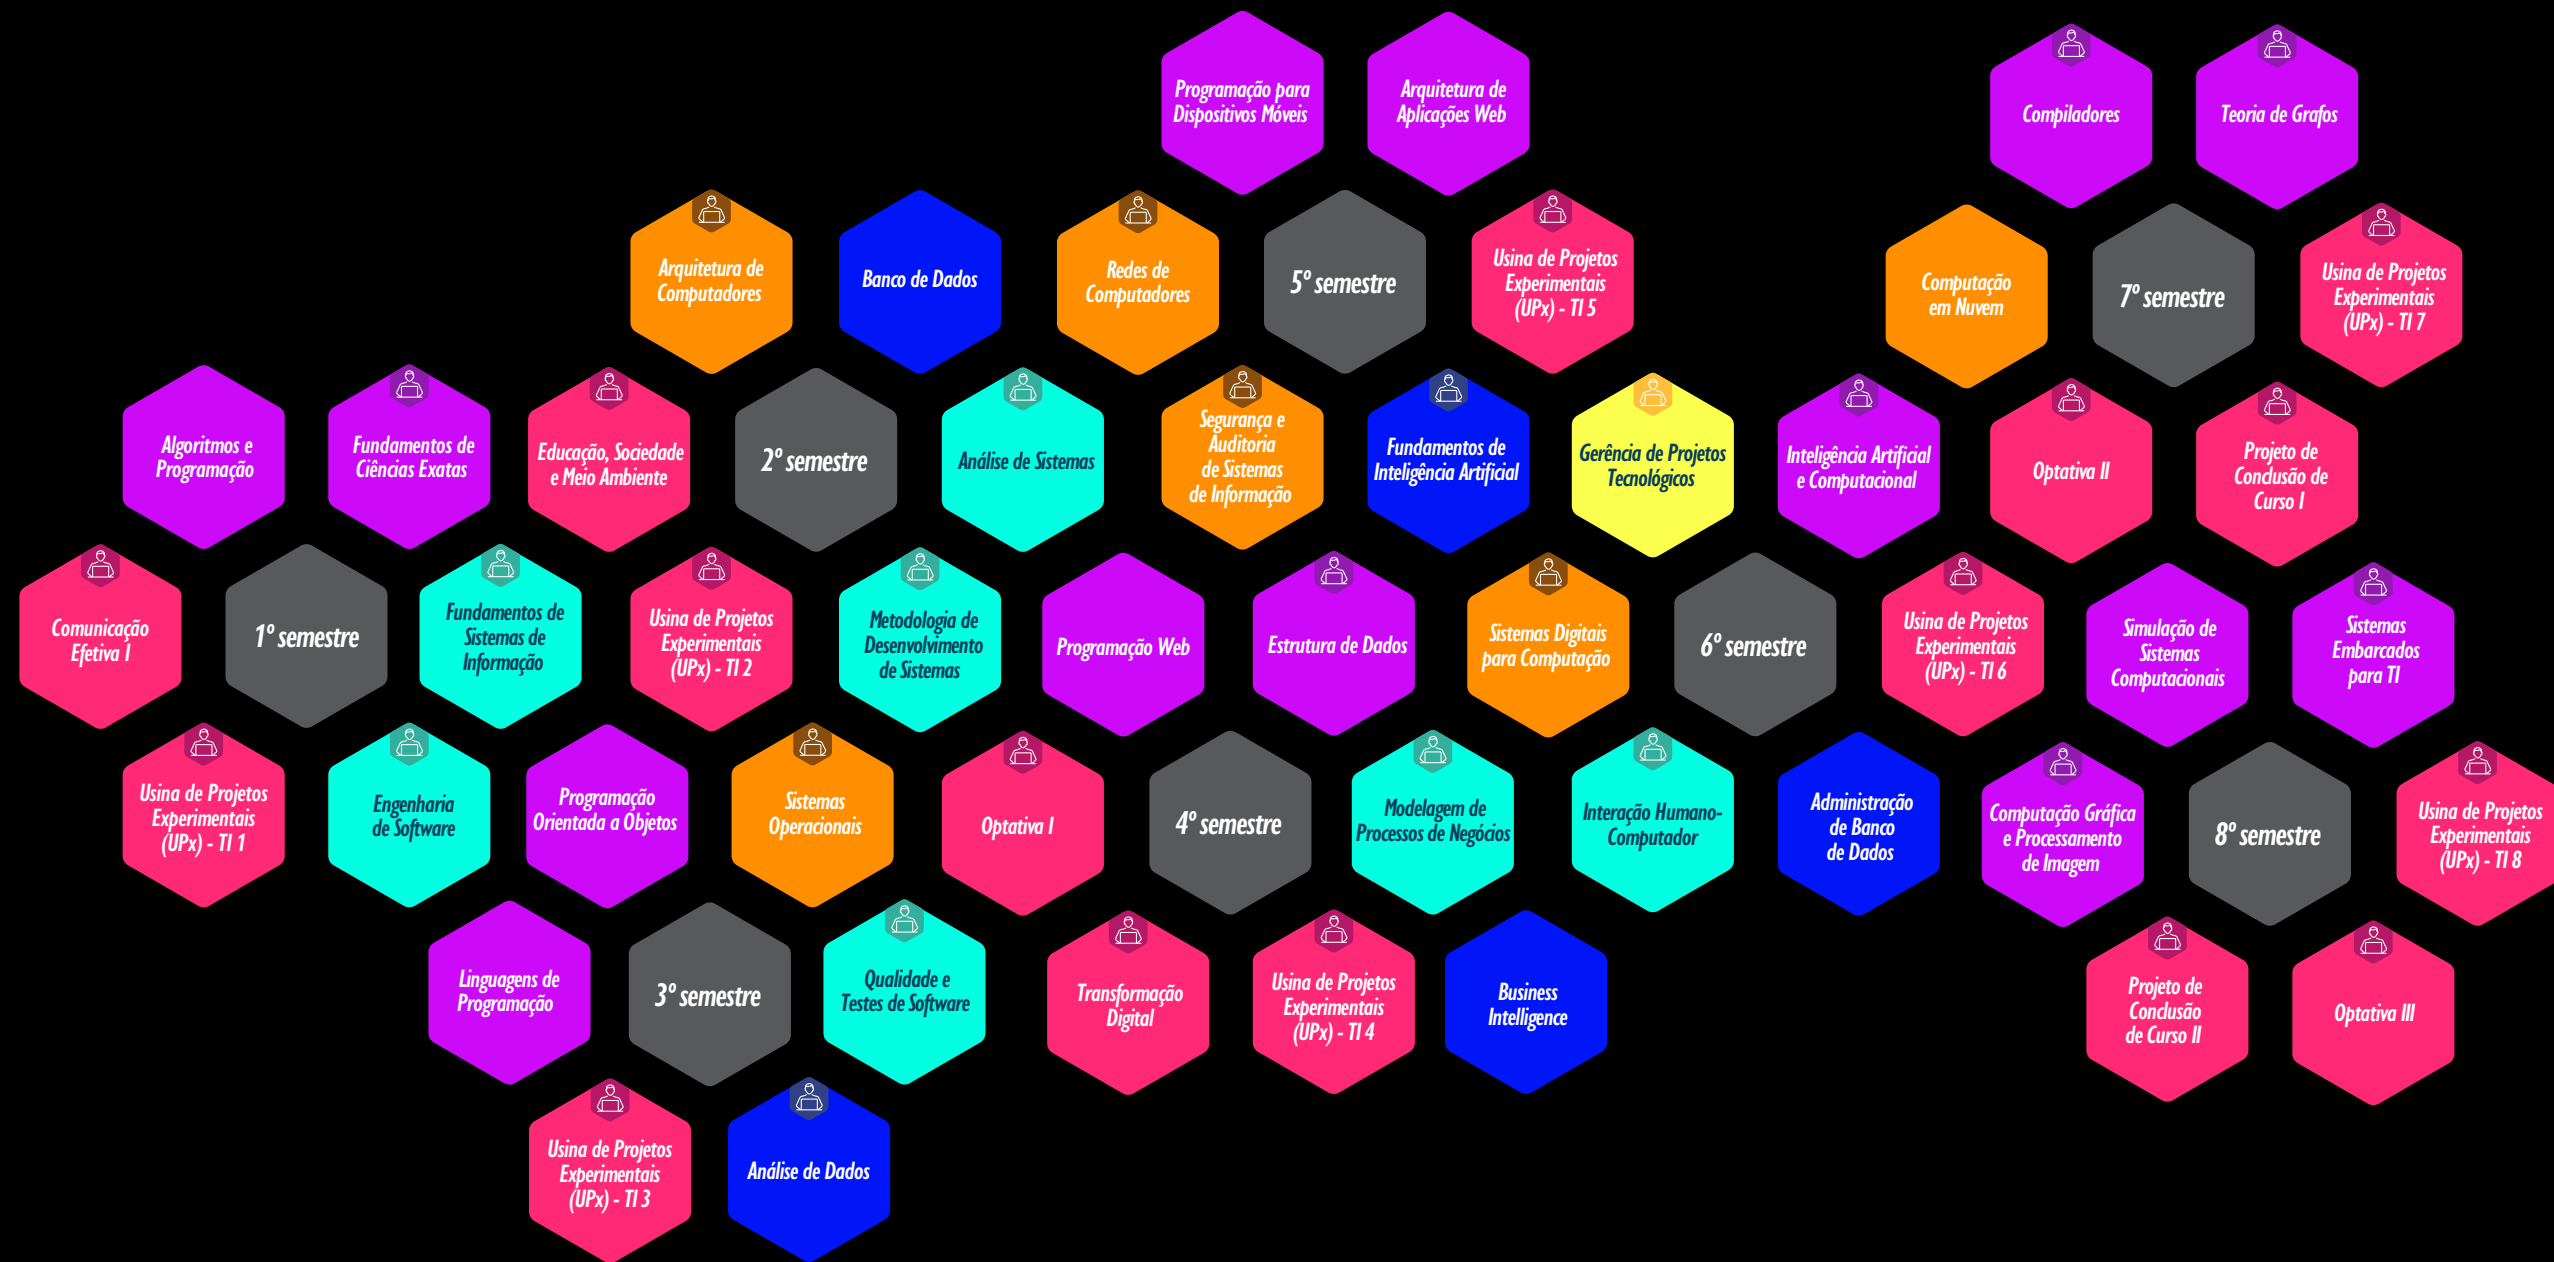 Programação para
Dispositivos Móveis
Arquitetura de
Aplicações Web
Compiladores
Teoria de Grafos
Arquitetura de
Computadores
Banco de Dados
Redes de
Computadores
5º semestre
Usina de Projetos
Experimentais
(UPx) - TI 5
Computação
em Nuvem
7º semestre
Usina de Projetos
Experimentais
(UPx) - TI 7
Algoritmos e
Programação
Fundamentos de
Ciências Exatas
Educação, Sociedade
e Meio Ambiente
2º semestre
Análise de Sistemas
Segurança e
Auditoria
de Sistemas
de Informação
Fundamentos de
Inteligência Artificial
Gerência de Projetos
Tecnológicos
Inteligência Artificial
e Computacional
Optativa II
Projeto de
Conclusão de
Curso I
Comunicação
Efetiva I
1º semestre
Fundamentos de
Sistemas de
Informação
Usina de Projetos
Experimentais
(UPx) - TI 2
Metodologia de
Desenvolvimento
de Sistemas
Programação Web
Estrutura de Dados
Sistemas Digitais
para Computação
6º semestre
Usina de Projetos
Experimentais
(UPx) - TI 6
Simulação de
Sistemas
Computacionais
Sistemas
Embarcados
para TI
Usina de Projetos
Experimentais
(UPx) - TI 1
Engenharia
de Software
Programação
Orientada a Objetos
Sistemas
Operacionais
Optativa I
4º semestre
Modelagem de
Processos de Negócios
Interação Humano-
Computador
Administração
de Banco
de Dados
Computação Gráfica
e Processamento
de Imagem
8º semestre
Usina de Projetos
Experimentais
(UPx) - TI 8
Linguagens de
Programação
3º semestre
Qualidade e
Testes de Software
Transformação
Digital
Usina de Projetos
Experimentais
(UPx) - TI 4
Business
Intelligence
Projeto de
Conclusão
de Curso II
Optativa III
Usina de Projetos
Experimentais
(UPx) - TI 3
Análise de Dados